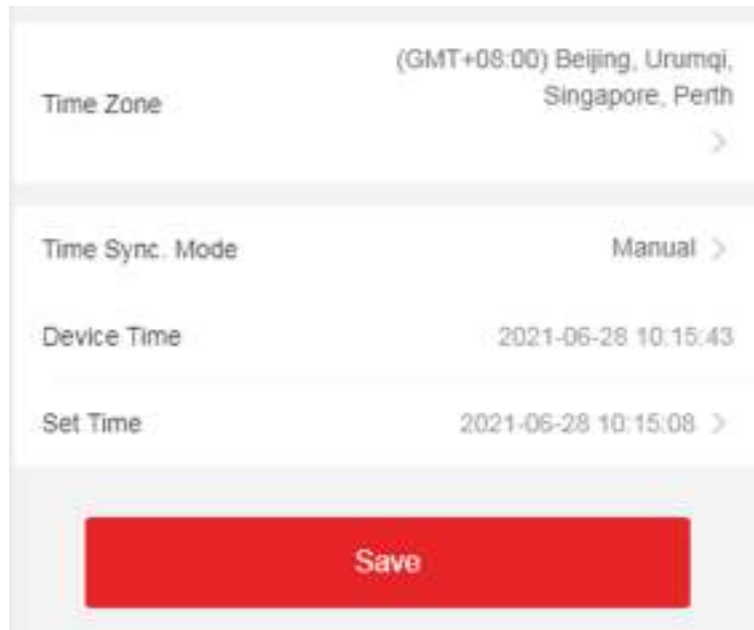 (GMT+08:00) Beijing, Urumqi,
Singapore, Perth
Time Zone
Time Sync. Mode Manual
Device Time 2021-06-28 10:15:43
Set Time 2021-06-28 10:15:08
Save